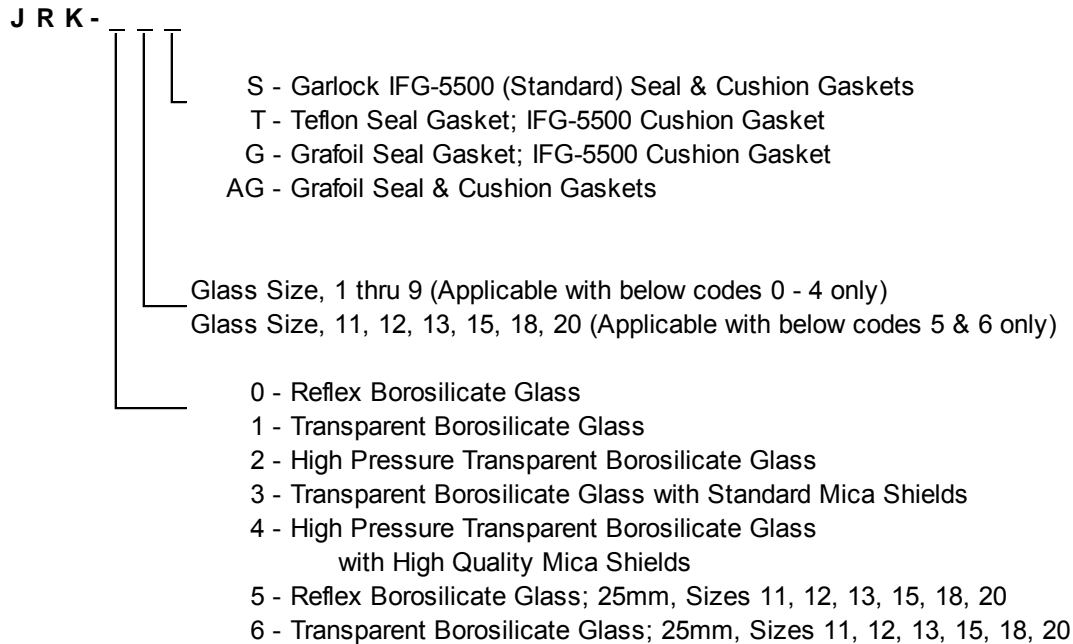 J R K - _ _ _
S - Garlock IFG-5500 (Standard) Seal & Cushion Gaskets
T - Teflon Seal Gasket; IFG-5500 Cushion Gasket
G - Grafoil Seal Gasket; IFG-5500 Cushion Gasket
AG - Grafoil Seal & Cushion Gaskets
Glass Size, 1 thru 9 (Applicable with below codes 0 - 4 only)
Glass Size, 11, 12, 13, 15, 18, 20 (Applicable with below codes 5 & 6 only)
0 - Reflex Borosilicate Glass
1 - Transparent Borosilicate Glass
2 - High Pressure Transparent Borosilicate Glass
3 - Transparent Borosilicate Glass with Standard Mica Shields
4 - High Pressure Transparent Borosilicate Glass
with High Quality Mica Shields
5 - Reflex Borosilicate Glass; 25mm, Sizes 11, 12, 13, 15, 18, 20
6 - Transparent Borosilicate Glass; 25mm, Sizes 11, 12, 13, 15, 18, 20